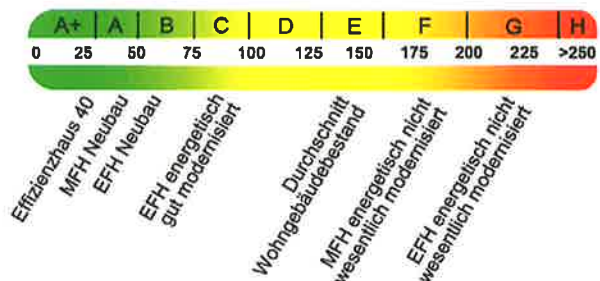 A+ A B C D E F G H
0 25 50 75 100 125 150 175 200 225 >250
Effizienzhaus 40
MFH Neubau
EFH Neubau
EFH energetisch
gut modernisiert
Durchschnitt
Wohngebäudebestand
MFH energetisch nicht
wesentlich modernisiert
EFH energetisch nicht
wesentlich modernisiert